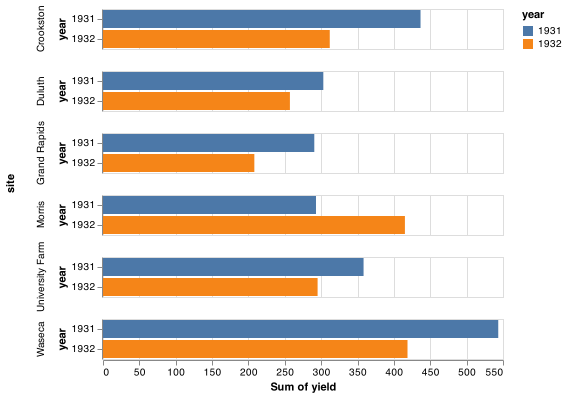 year
1931
1932
site
Crookston
year
1931
1932
Duluth
year
1931
1932
Grand Rapids
year
1931
1932
Morris
year
1931
1932
University Farm
year
1931
1932
Waseca
year
1931
1932
0 50 100 150 200 250 300 350 400 450 500 550
Sum of yield